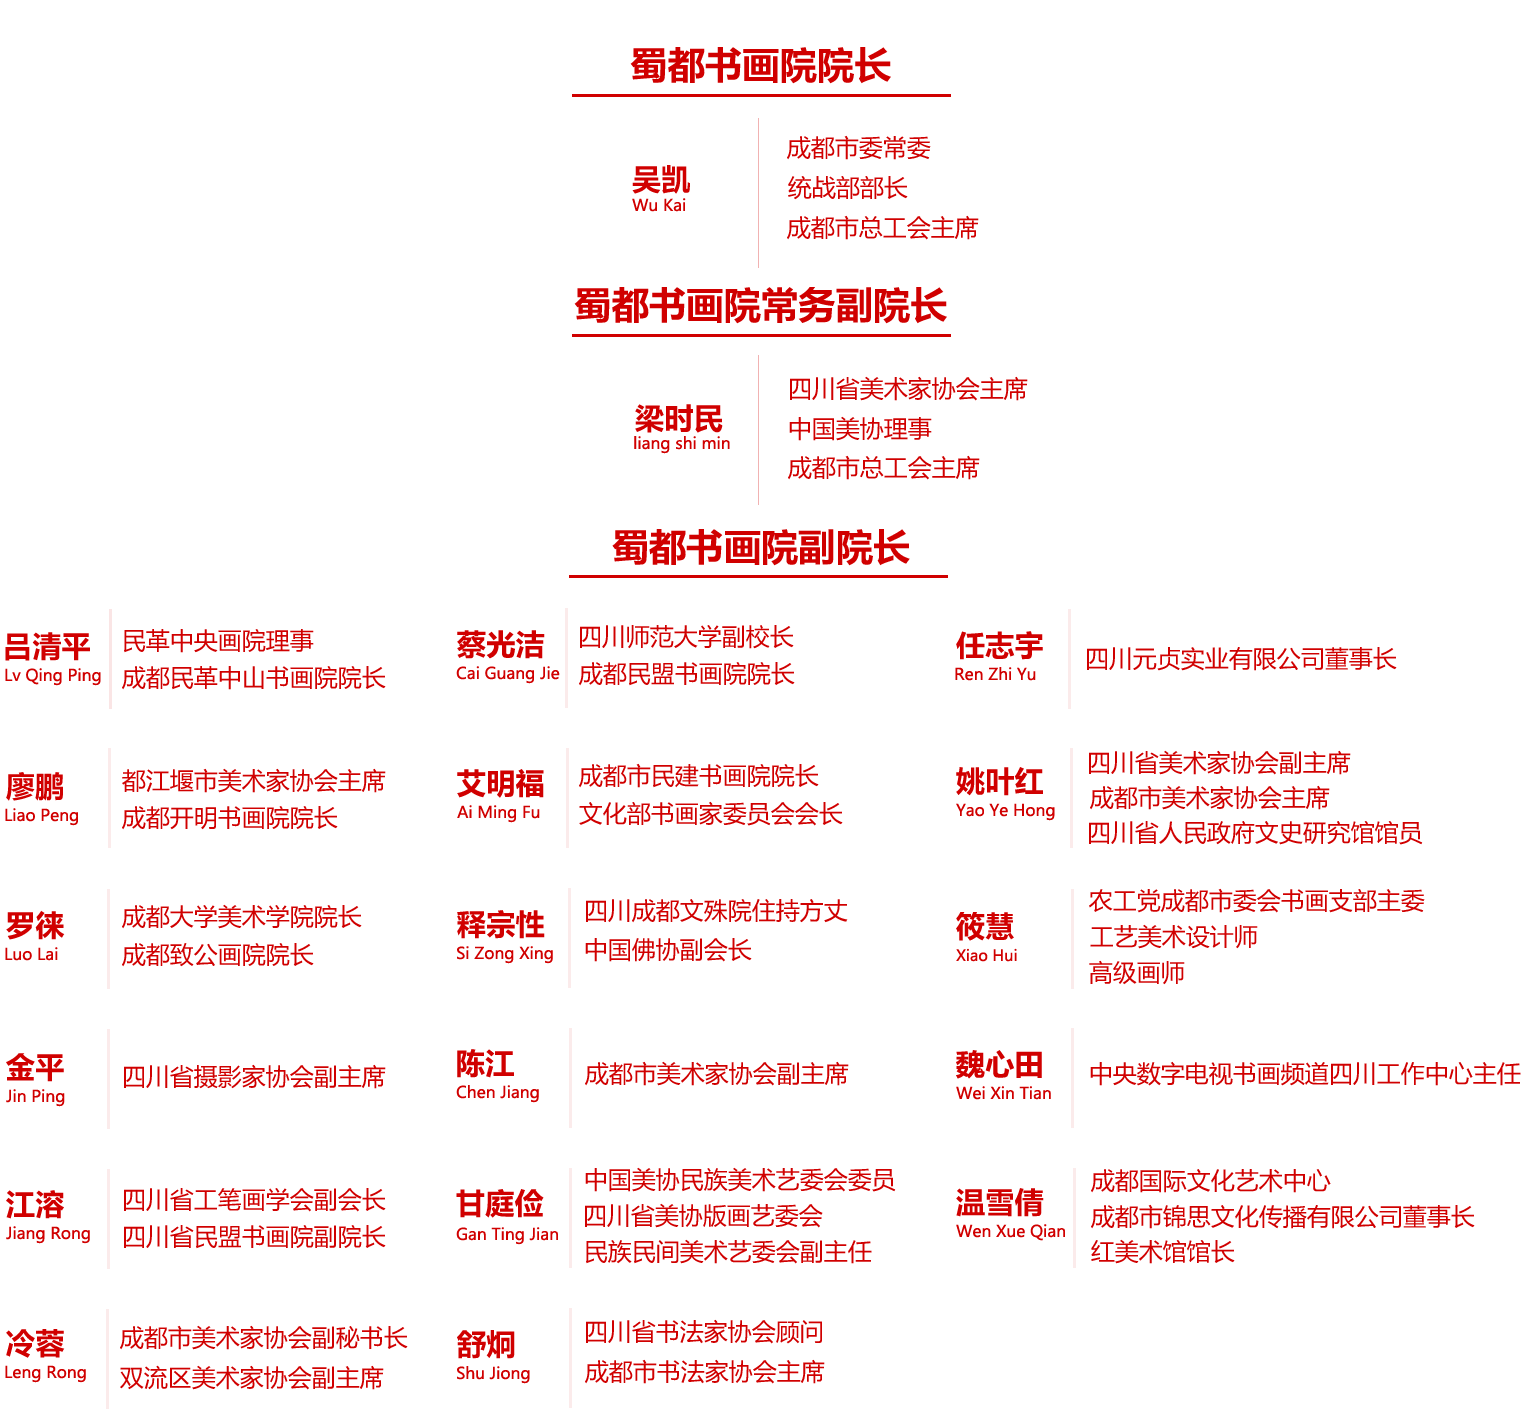 蜀都书画院院长
吴凯
Wu Kai
成都市委常委
统战部部长
成都市总工会主席
蜀都书画院常务副院长
梁时民
liang shi min
四川省美术家协会主席
中国美协理事
成都市总工会主席
蜀都书画院副院长
吕清平
Lv Qing Ping
民革中央画院理事
成都民革中山书画院院长
蔡光洁
Cai Guang Jie
四川师范大学副校长
成都民盟书画院院长
任志宇
Ren Zhi Yu
四川元贞实业有限公司董事长
廖鹏
Liao Peng
都江堰市美术家协会主席
成都开明书画院院长
艾明福
Ai Ming Fu
成都市民建书画院院长
文化部书画家委员会会长
姚叶红
Yao Ye Hong
四川省美术家协会副主席
成都市美术家协会主席
四川省人民政府文史研究馆馆员
罗徕
Luo Lai
成都大学美术学院院长
成都致公画院院长
释宗性
Si Zong Xing
四川成都文殊院住持方丈
中国佛协副会长
筱慧
Xiao Hui
农工党成都市委会书画支部主委
工艺美术设计师
高级画师
金平
Jin Ping
四川省摄影家协会副主席
陈江
Chen Jiang
成都市美术家协会副主席
魏心田
Wei Xin Tian
中央数字电视书画频道四川工作中心主任
江溶
Jiang Rong
四川省工笔画学会副会长
四川省民盟书画院副院长
甘庭俭
Gan Ting Jian
中国美协民族美术艺委会委员
四川省美协版画艺委会
民族民间美术艺委会副主任
温雪倩
Wen Xue Qian
成都国际文化艺术中心
成都市锦思文化传播有限公司董事长
红美术馆馆长
冷蓉
Leng Rong
成都市美术家协会副秘书长
双流区美术家协会副主席
舒炯
Shu Jiong
四川省书法家协会顾问
成都市书法家协会主席